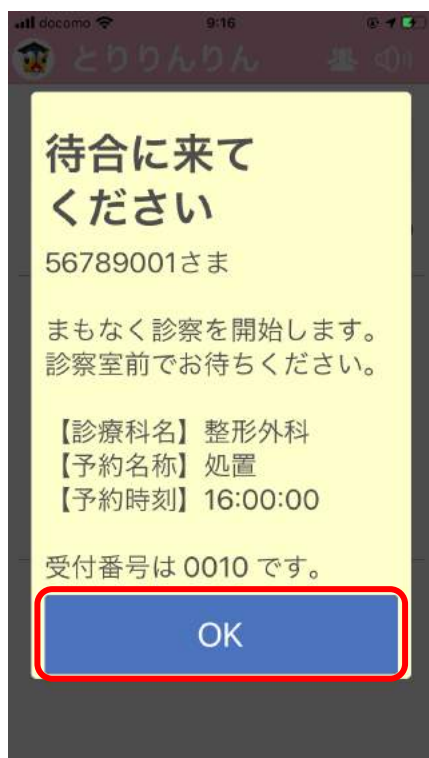 docomo 9:16
とりりんりん
待合に来て
ください
56789001さま
まもなく診察を開始します。
診察室前でお待ちください。
【診療科名】整形外科
【予約名称】処置
【予約時刻】16:00:00
受付番号は 0010 です。
OK